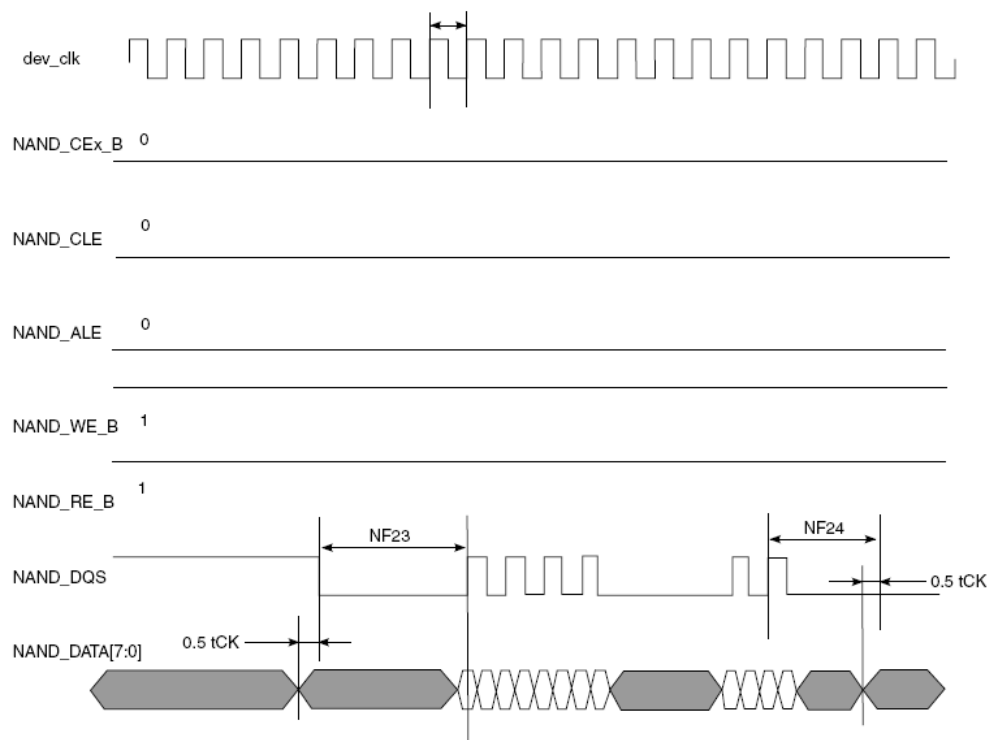 dev_clk
NAND_CEx_B 0
NAND_CLE 0
NAND_ALE 0
NAND_WE_B 1
NAND_RE_B 1
NF23
NF24
NAND_DQS
0.5 tCK
0.5 tCK
NAND_DATA[7:0]